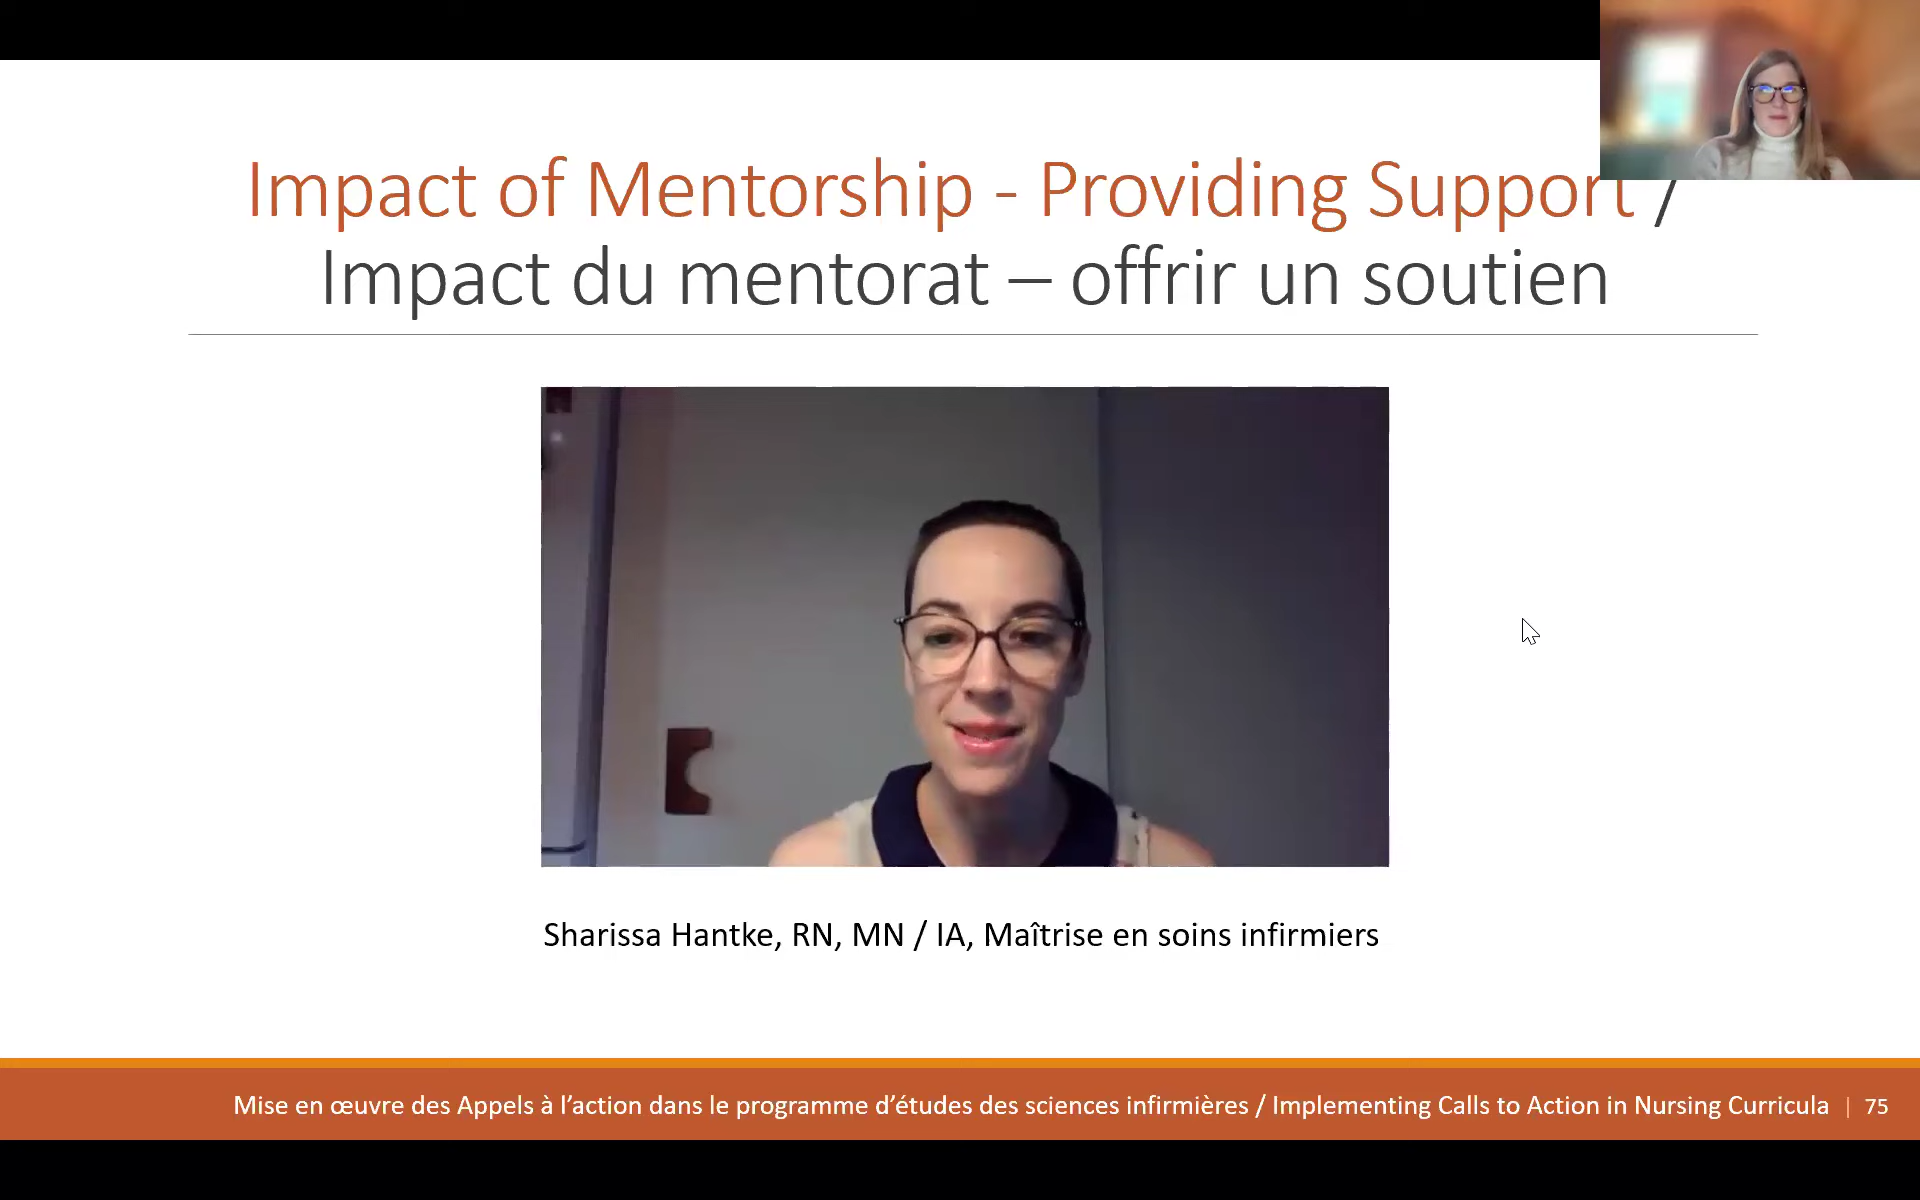 Impact of Mentorship - Providing Support /
Impact du mentorat – offrir un soutien
Sharissa Hantke, RN, MN / IA, Maîtrise en soins infirmiers
Mise en œuvre des Appels à l’action dans le programme d’études des sciences infirmières / Implementing Calls to Action in Nursing Curricula | 75